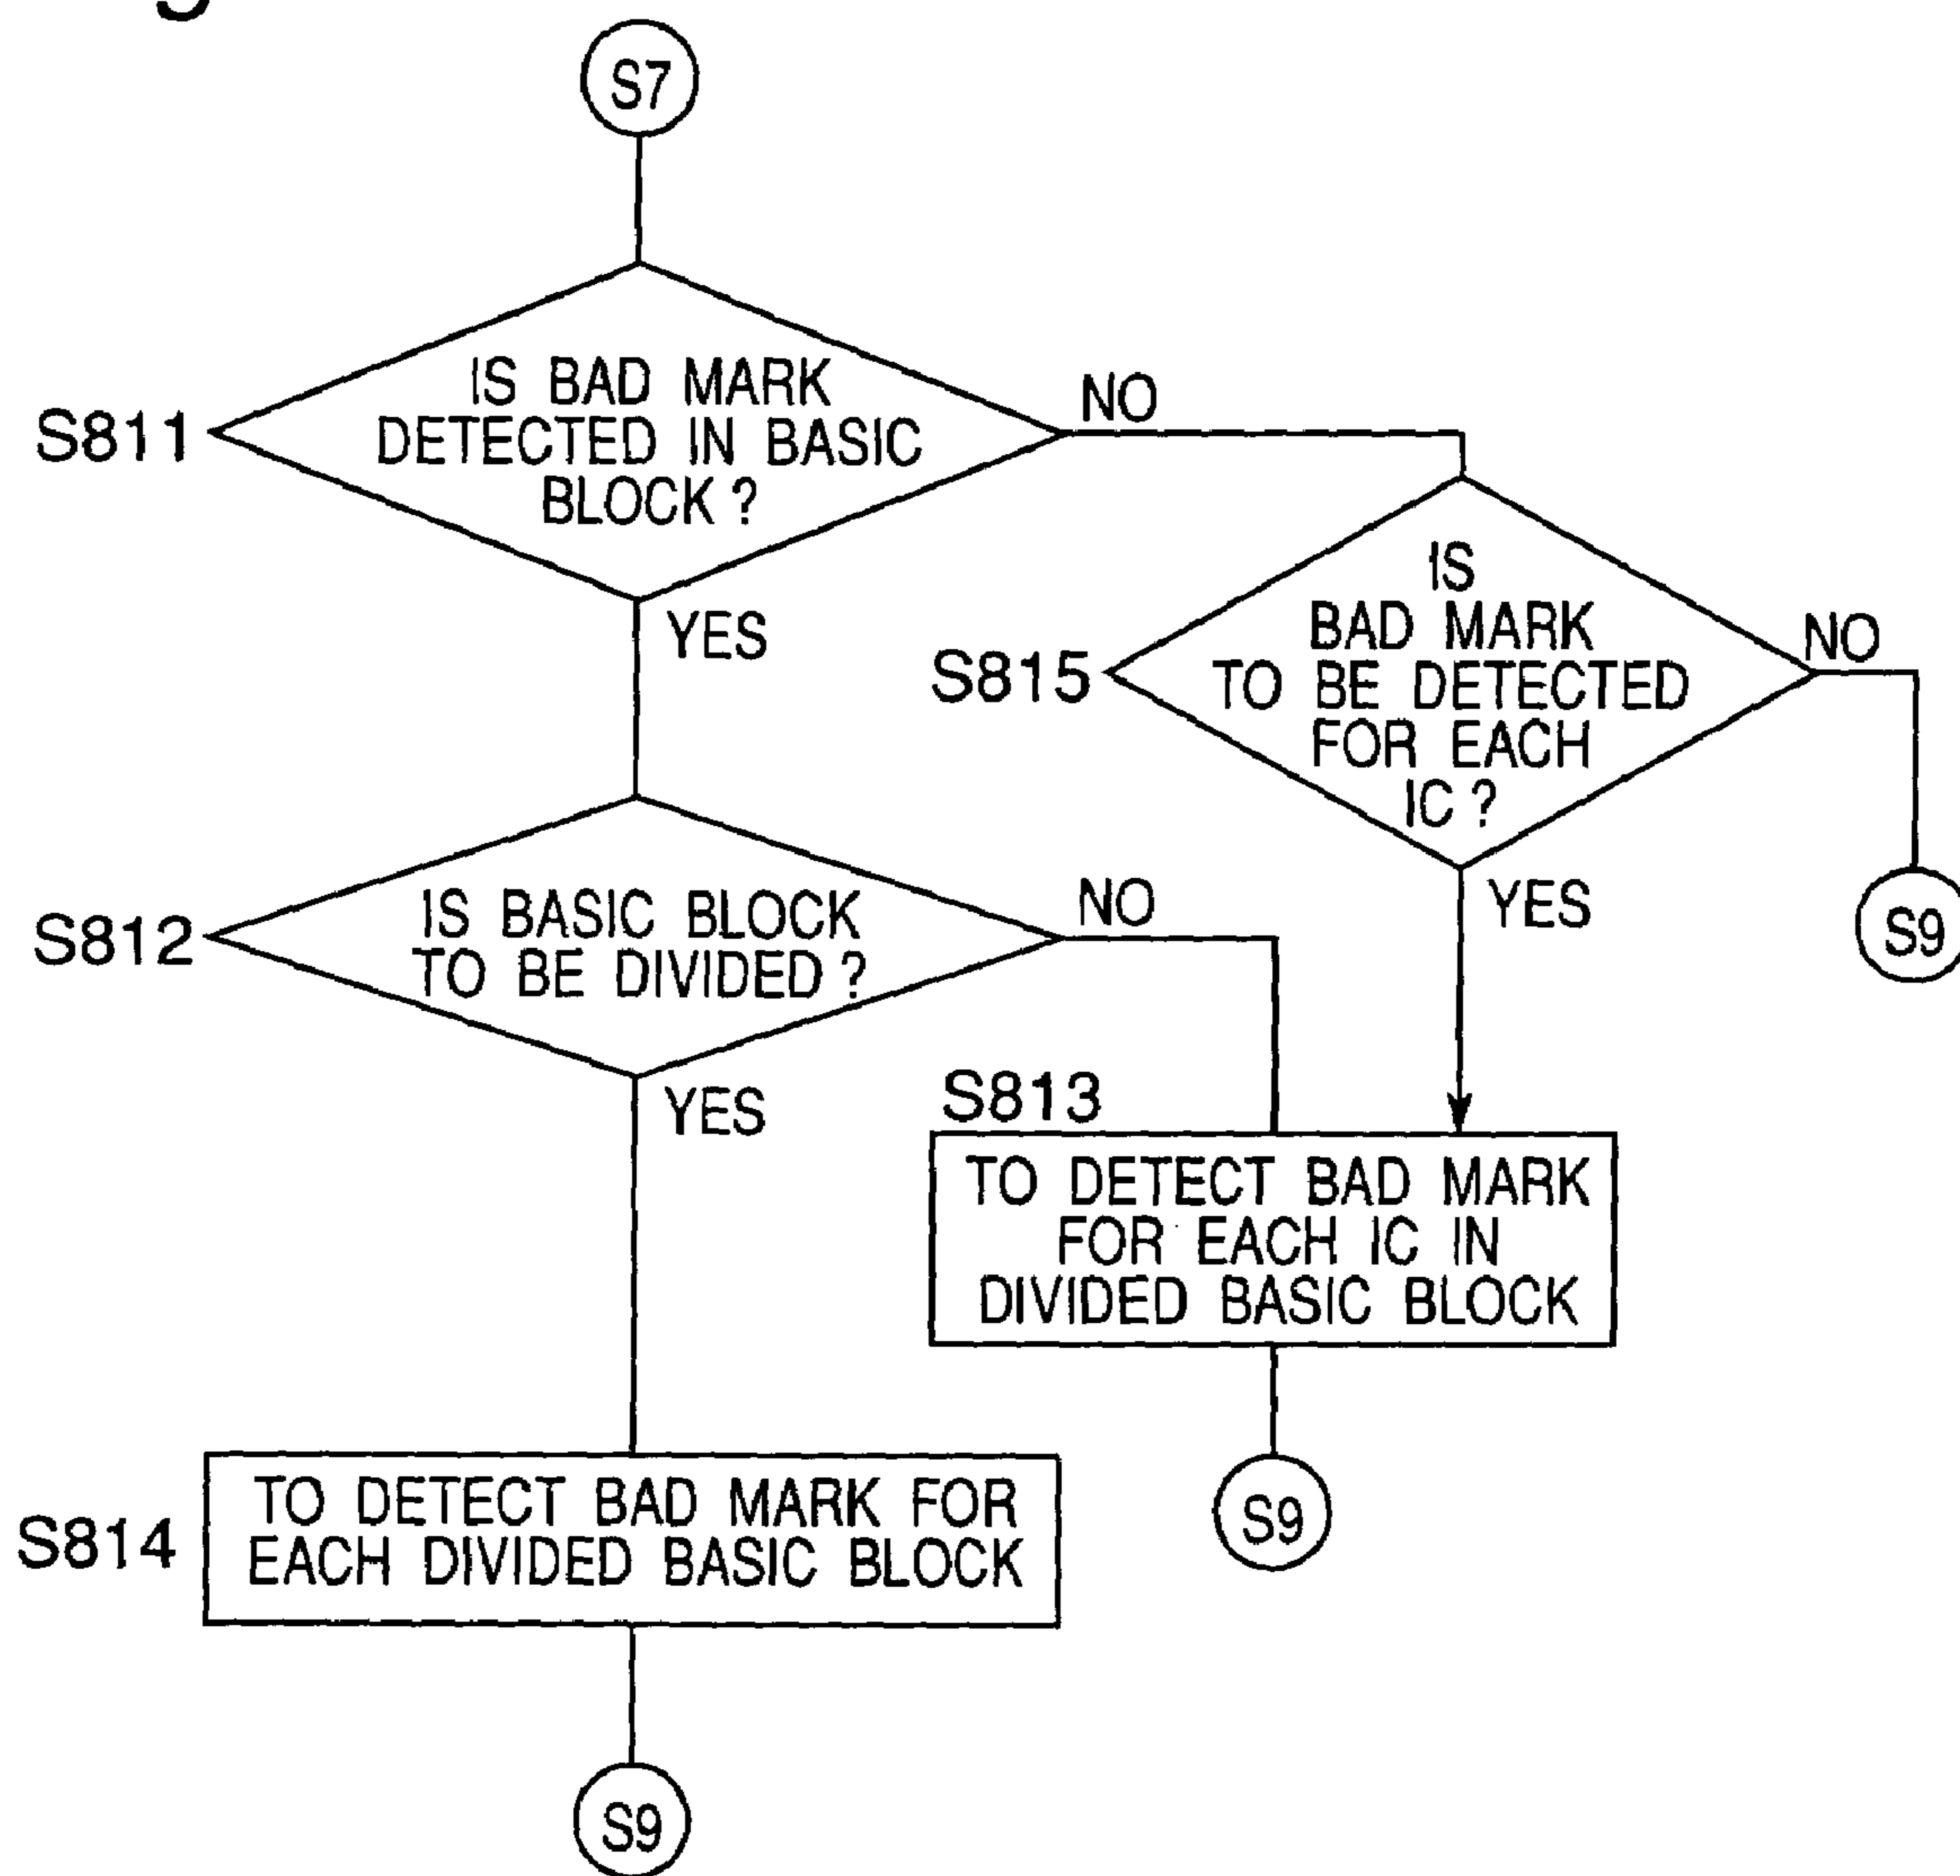 S7
S811
IS BAD MARK
DETECTED IN BASIC
BLOCK?
NO
YES
S815
IS
BAD MARK
TO BE DETECTED
FOR EACH
IC?
NO
YES
S9
S812
IS BASIC BLOCK
TO BE DIVIDED?
NO
YES
S813
TO DETECT BAD MARK
FOR EACH IC IN
DIVIDED BASIC BLOCK
S9
S814
TO DETECT BAD MARK FOR
EACH DIVIDED BASIC BLOCK
S9